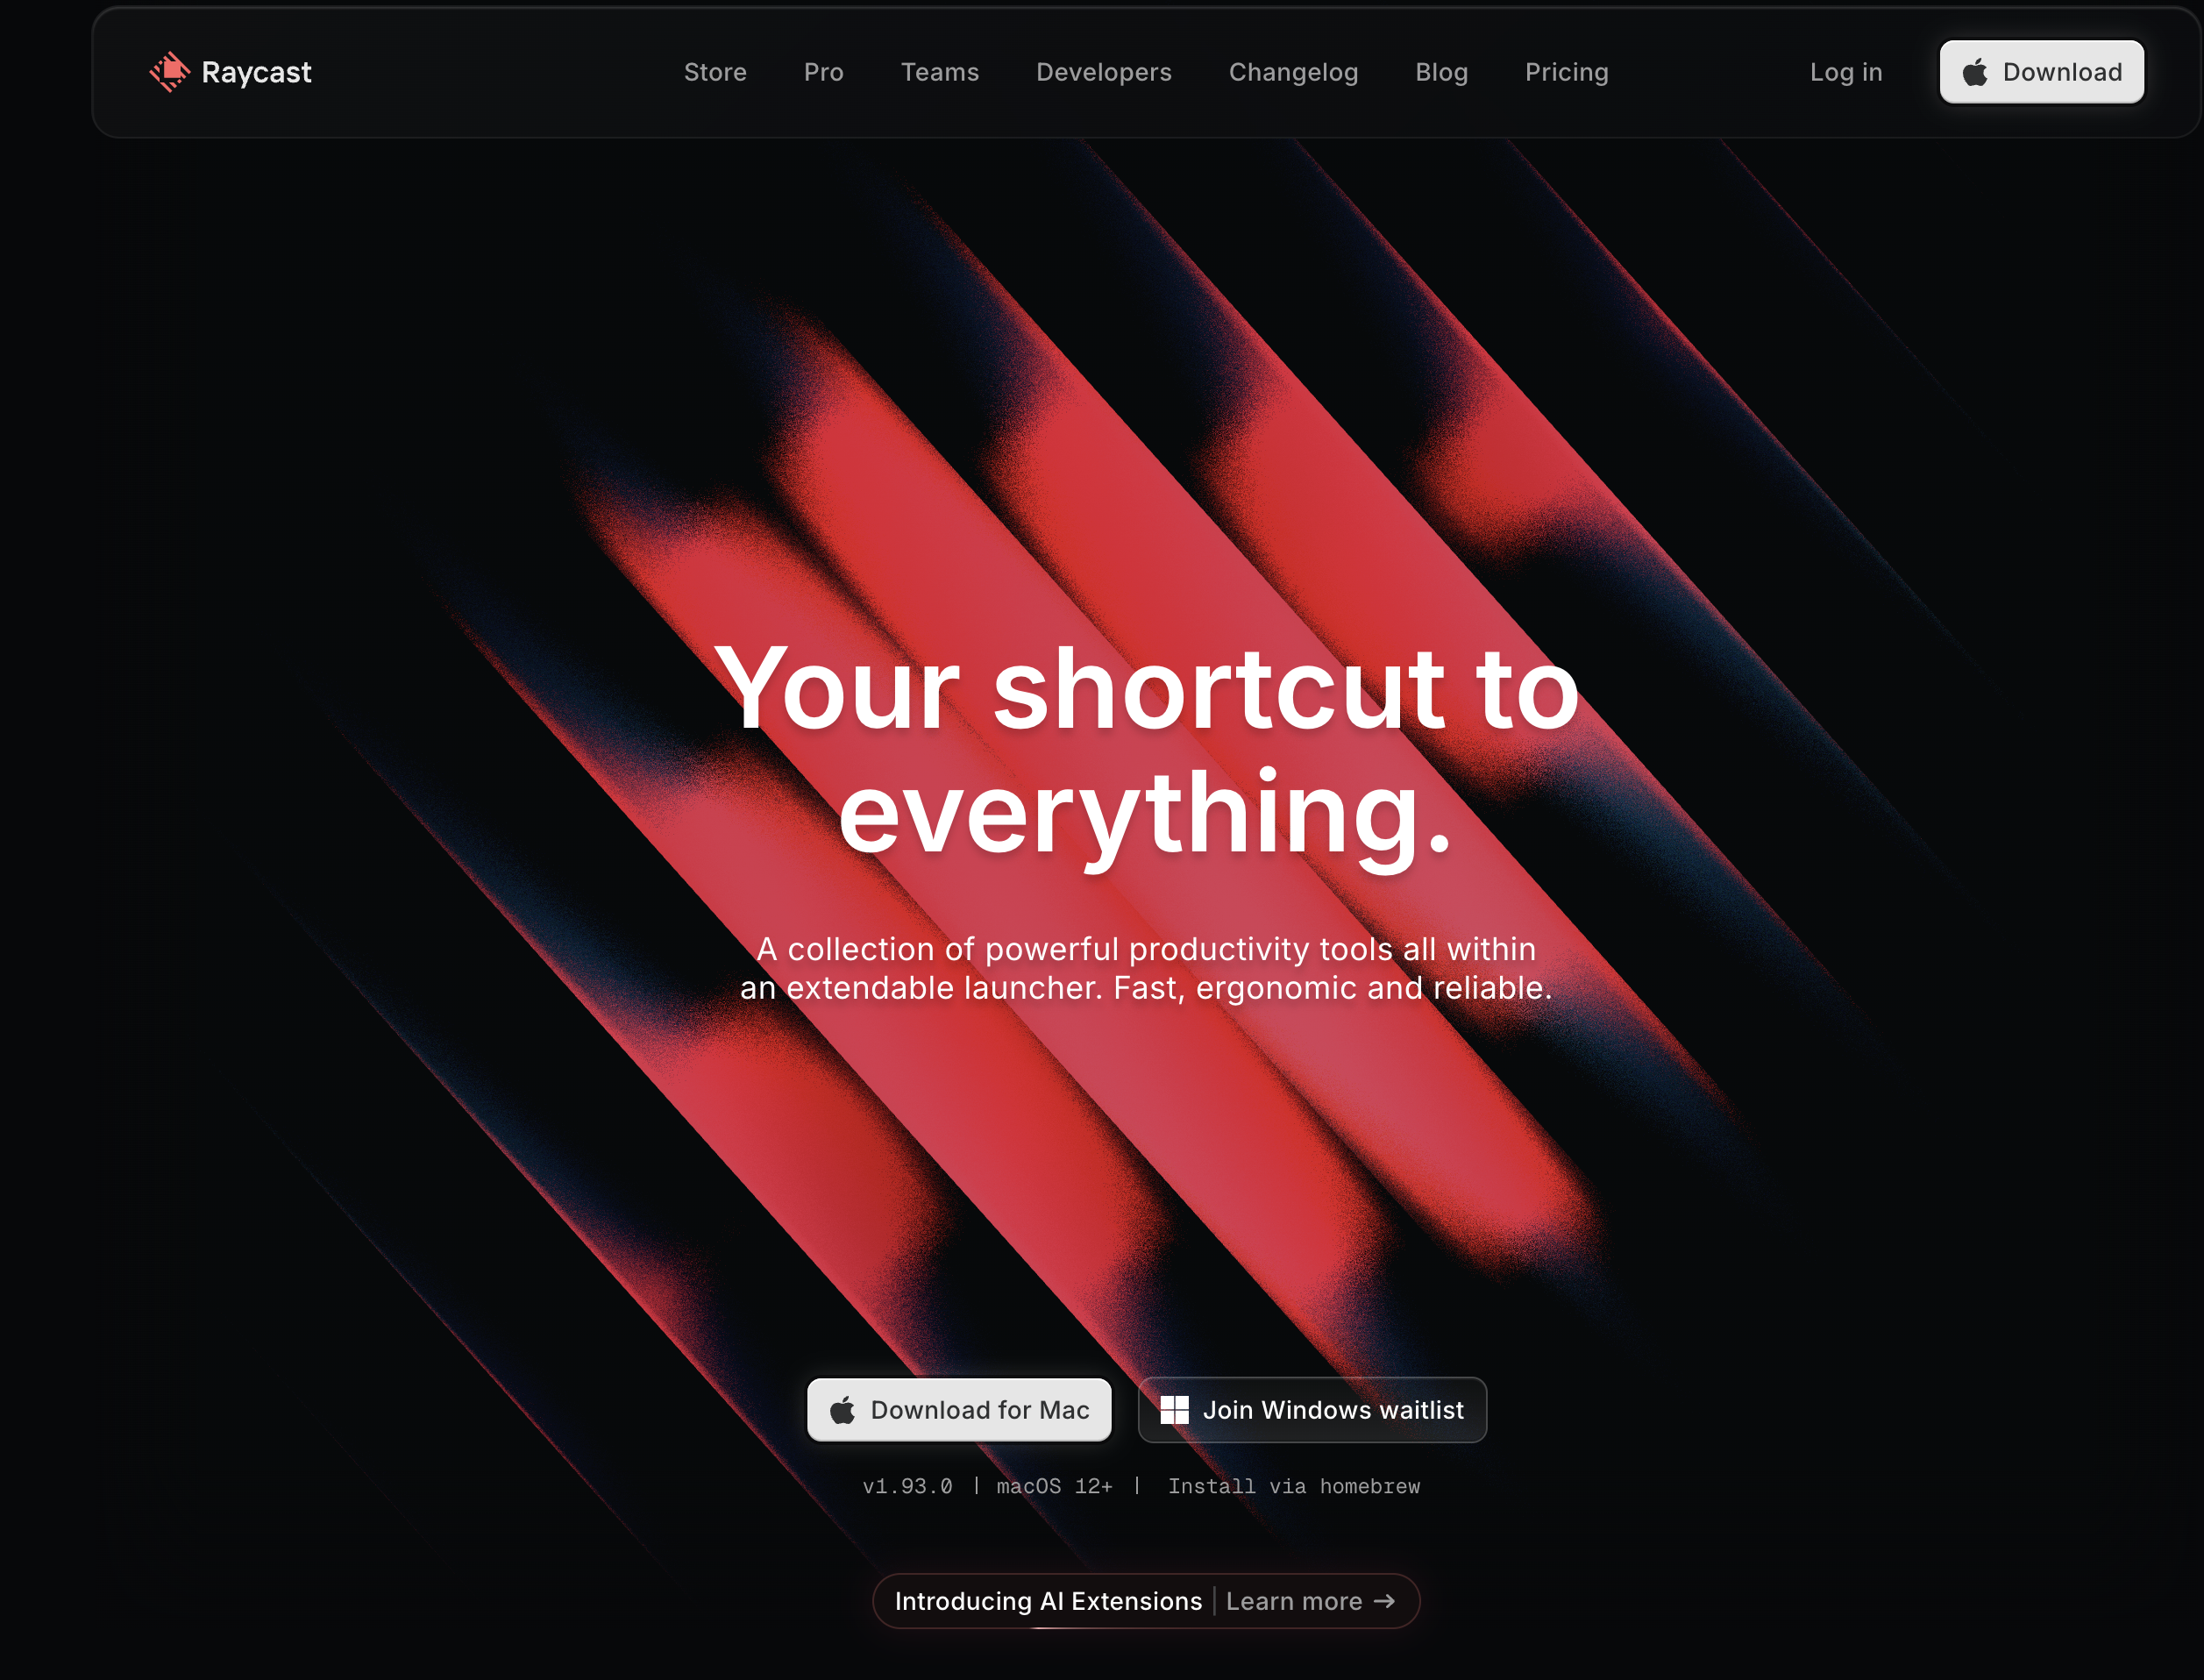 Raycast Store Pro Teams Developers Changelog Blog Pricing Log in Download
Your shortcut to
everything.
A collection of powerful productivity tools all within
an extendable launcher. Fast, ergonomic and reliable.
Download for Mac Join Windows waitlist
v1.93.0 | macOS 12+ | Install via homebrew
Introducing AI Extensions | Learn more →